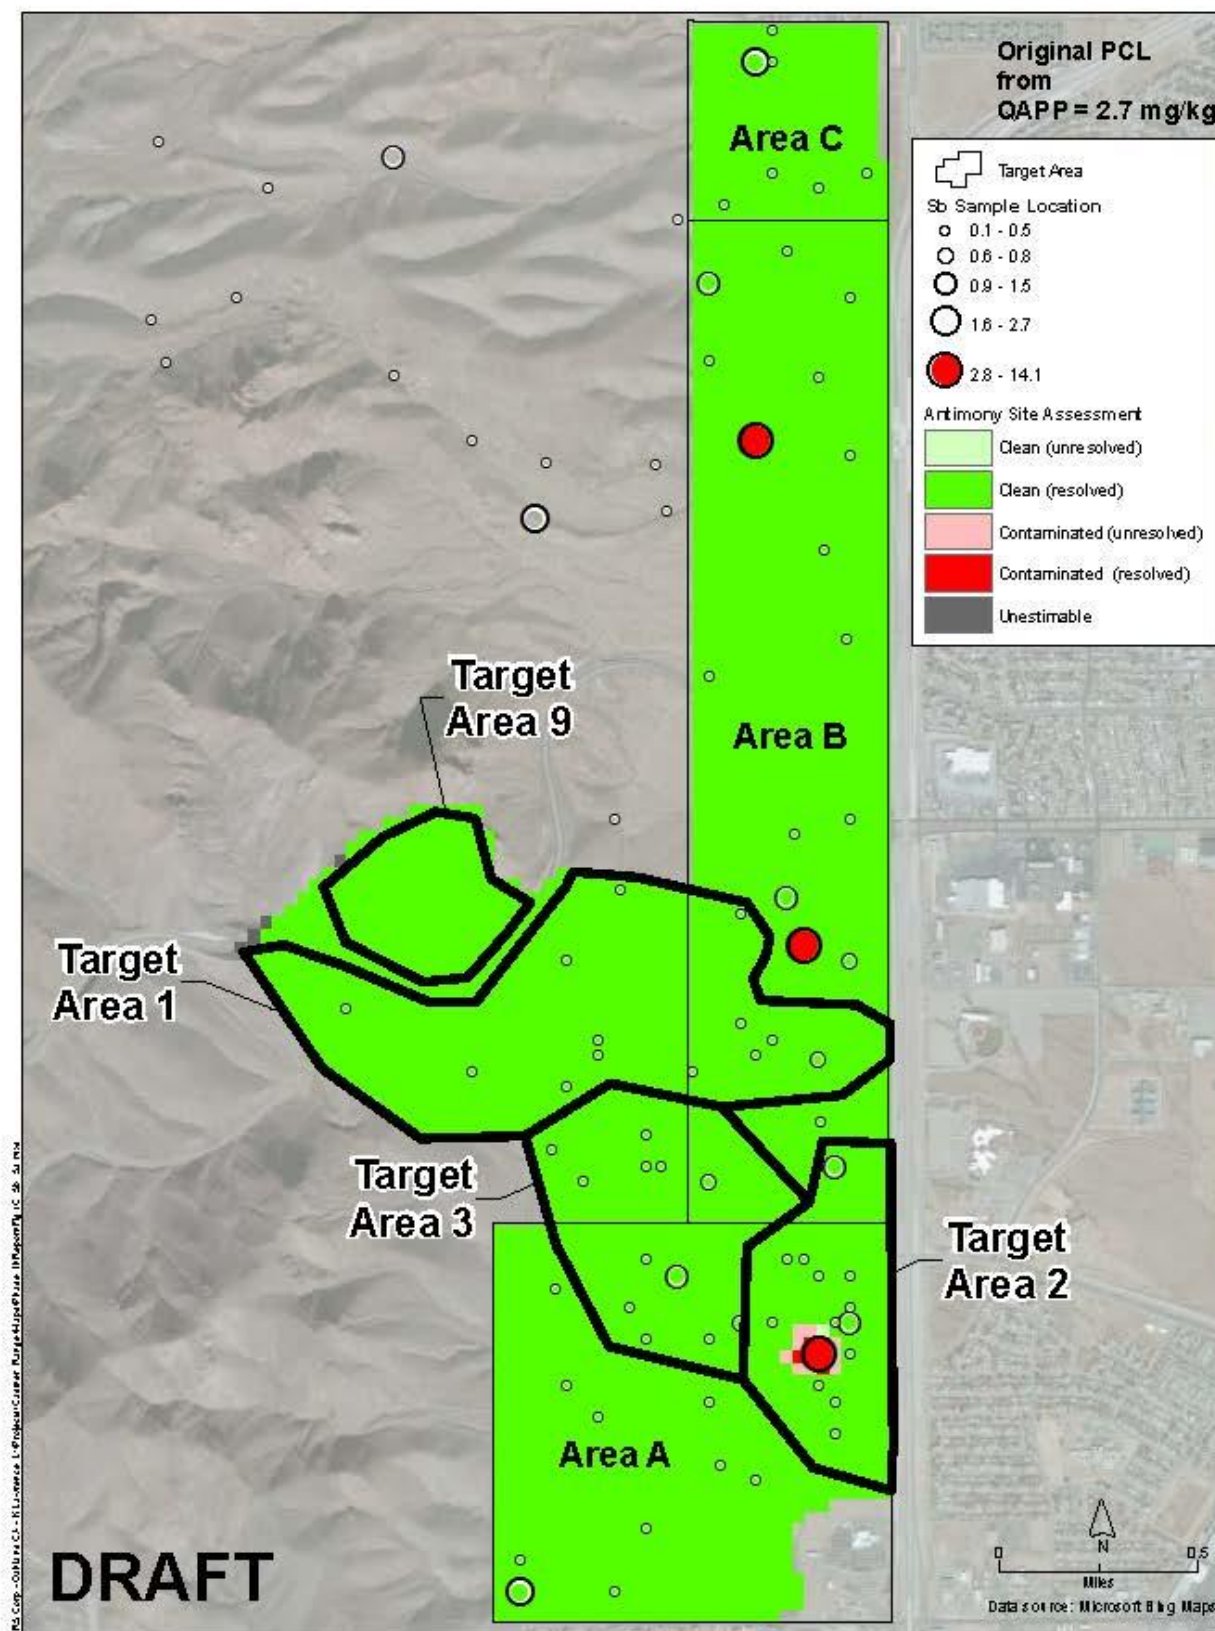 Original PCL
from
QAPP = 2.7 mg/kg
Target Area
Sb Sample Location
0.1 - 0.5
0.6 - 0.8
0.9 - 1.5
1.6 - 2.7
2.8 - 14.1
Antimony Site Assessment
Clean (unresolved)
Clean (resolved)
Contaminated (unresolved)
Contaminated (resolved)
Unestimable
Area C
Area B
Target
Area 9
Target
Area 1
Target
Area 3
Target
Area 2
Area A
DRAFT
N
0
0.5
Miles
Data source: Microsoft Bing Maps